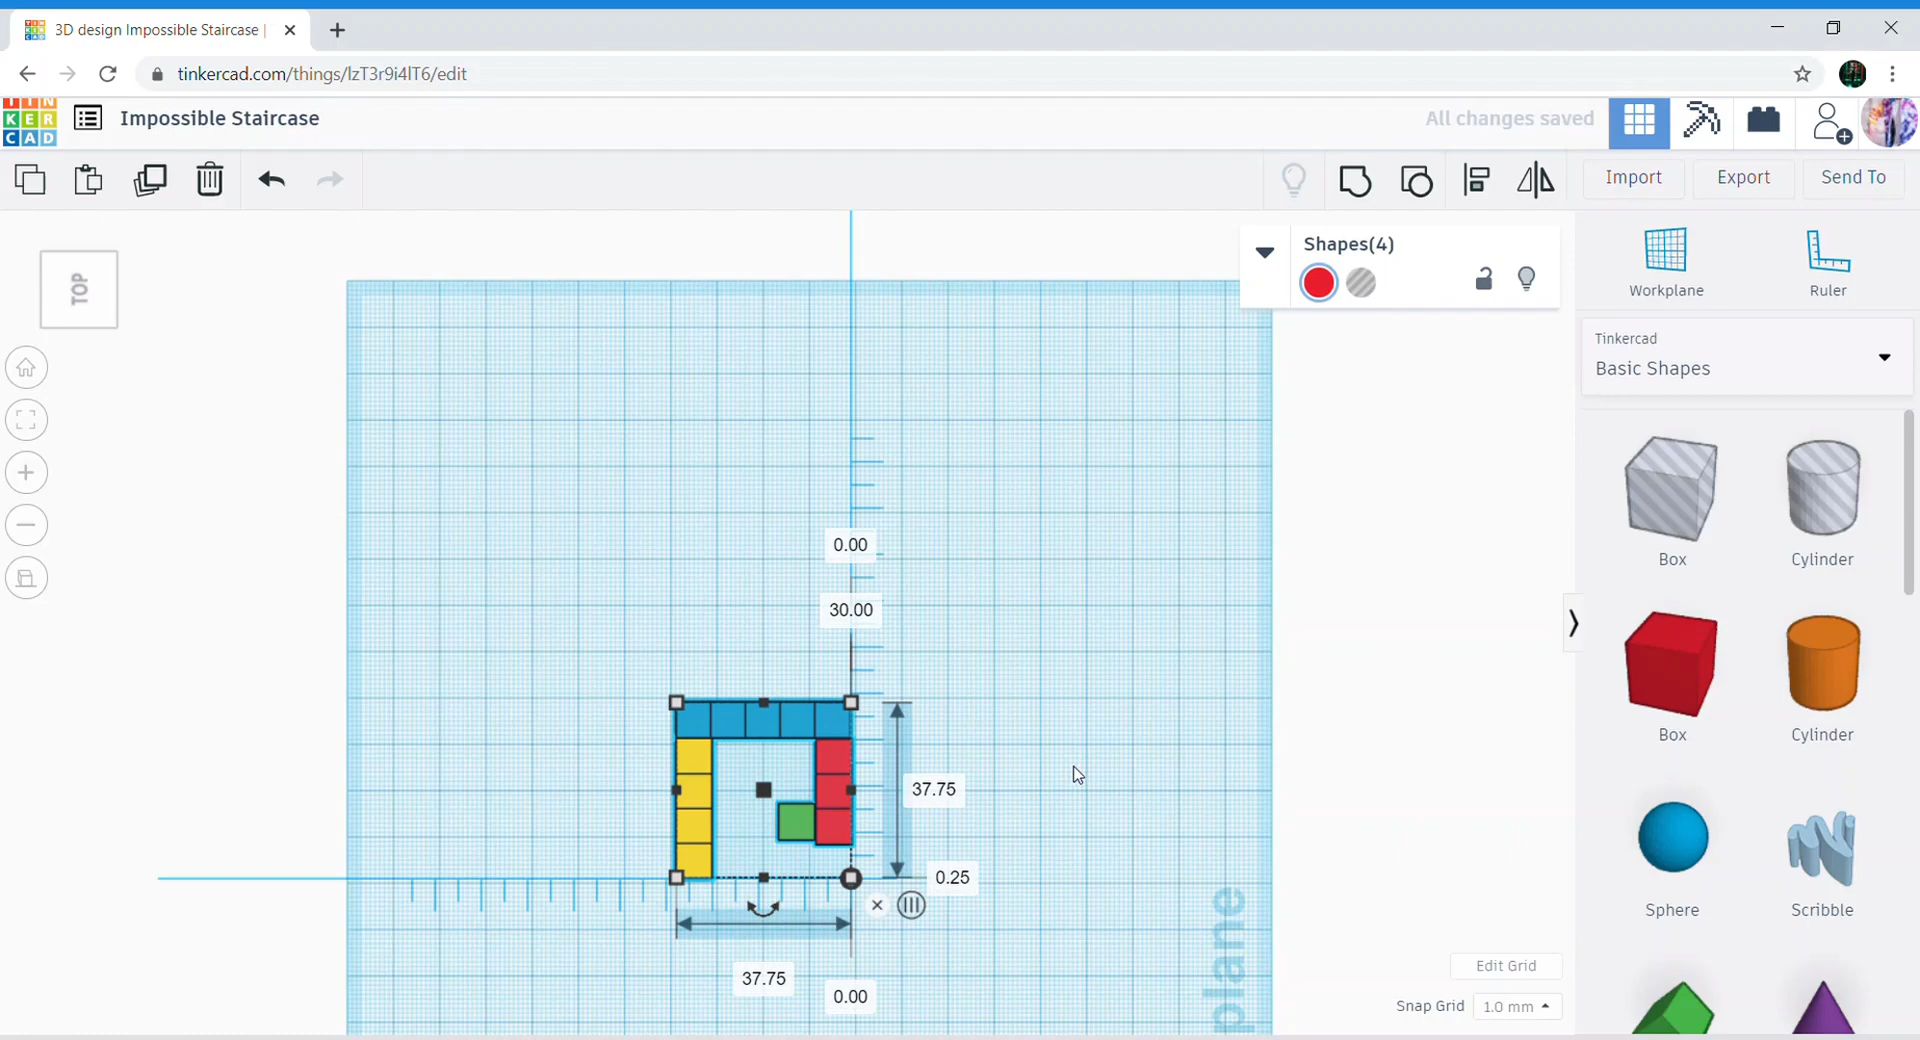 3D design Impossible Staircase |
tinkercad.com/things/lzT3r9i4lT6/edit
TIN
KER
CAD
Impossible Staircase
All changes saved
Import
Export
Send To
TOP
Shapes(4)
Workplane
Ruler
Tinkercad
Basic Shapes
Box
Cylinder
0.00
30.00
Box
Cylinder
37.75
0.25
Sphere
Scribble
37.75
0.00
plane
Edit Grid
Snap Grid
1.0 mm